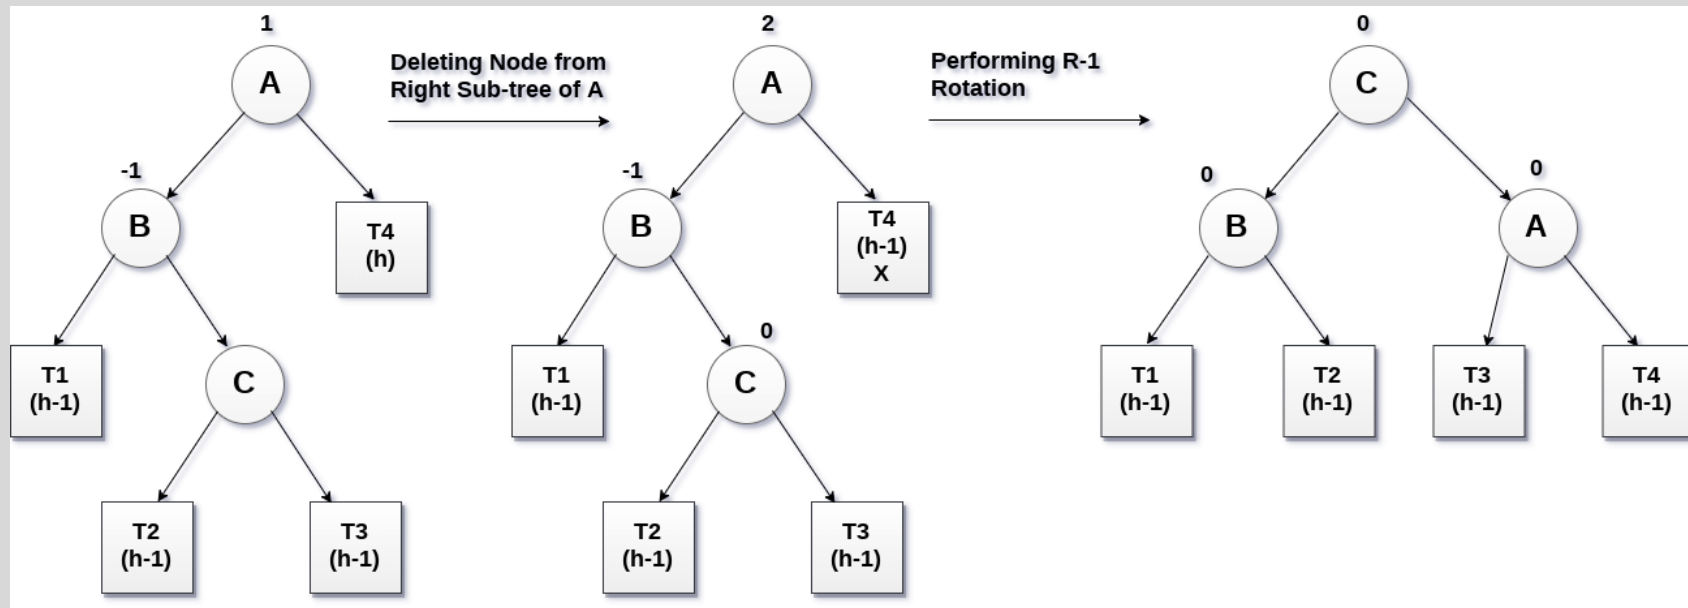 1
A
-1
B
T4
(h)
T1
(h-1)
C
T2
(h-1)
T3
(h-1)
Deleting Node from
Right Sub-tree of A
2
A
-1
B
T4
(h-1)
X
0
T1
(h-1)
C
T2
(h-1)
T3
(h-1)
Performing R-1
Rotation
0
C
0
B
0
A
T1
(h-1)
T2
(h-1)
T3
(h-1)
T4
(h-1)